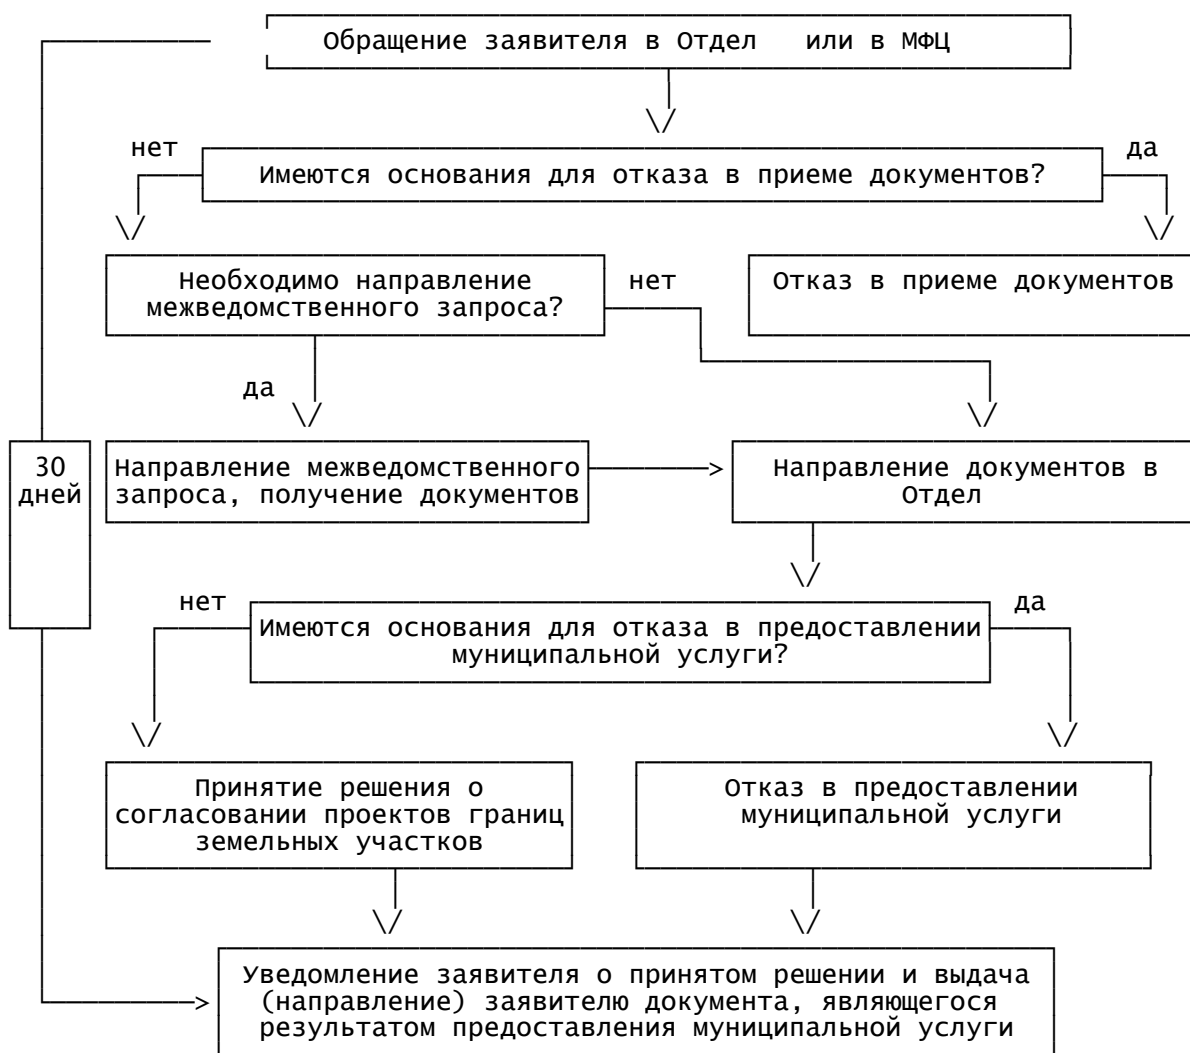 Обращение заявителя в Отдел или в МФЦ
нет
да
Имеются основания для отказа в приеме документов?
Необходимо направление
межведомственного запроса?
нет
Отказ в приеме документов
да
30
дней
Направление межведомственного
запроса, получение документов
Направление документов в
Отдел
нет
да
Имеются основания для отказа в предоставлении
муниципальной услуги?
Принятие решения о
согласовании проектов границ
земельных участков
Отказ в предоставлении
муниципальной услуги
Уведомление заявителя о принятом решении и выдача
(направление) заявителю документа, являющегося
результатом предоставления муниципальной услуги